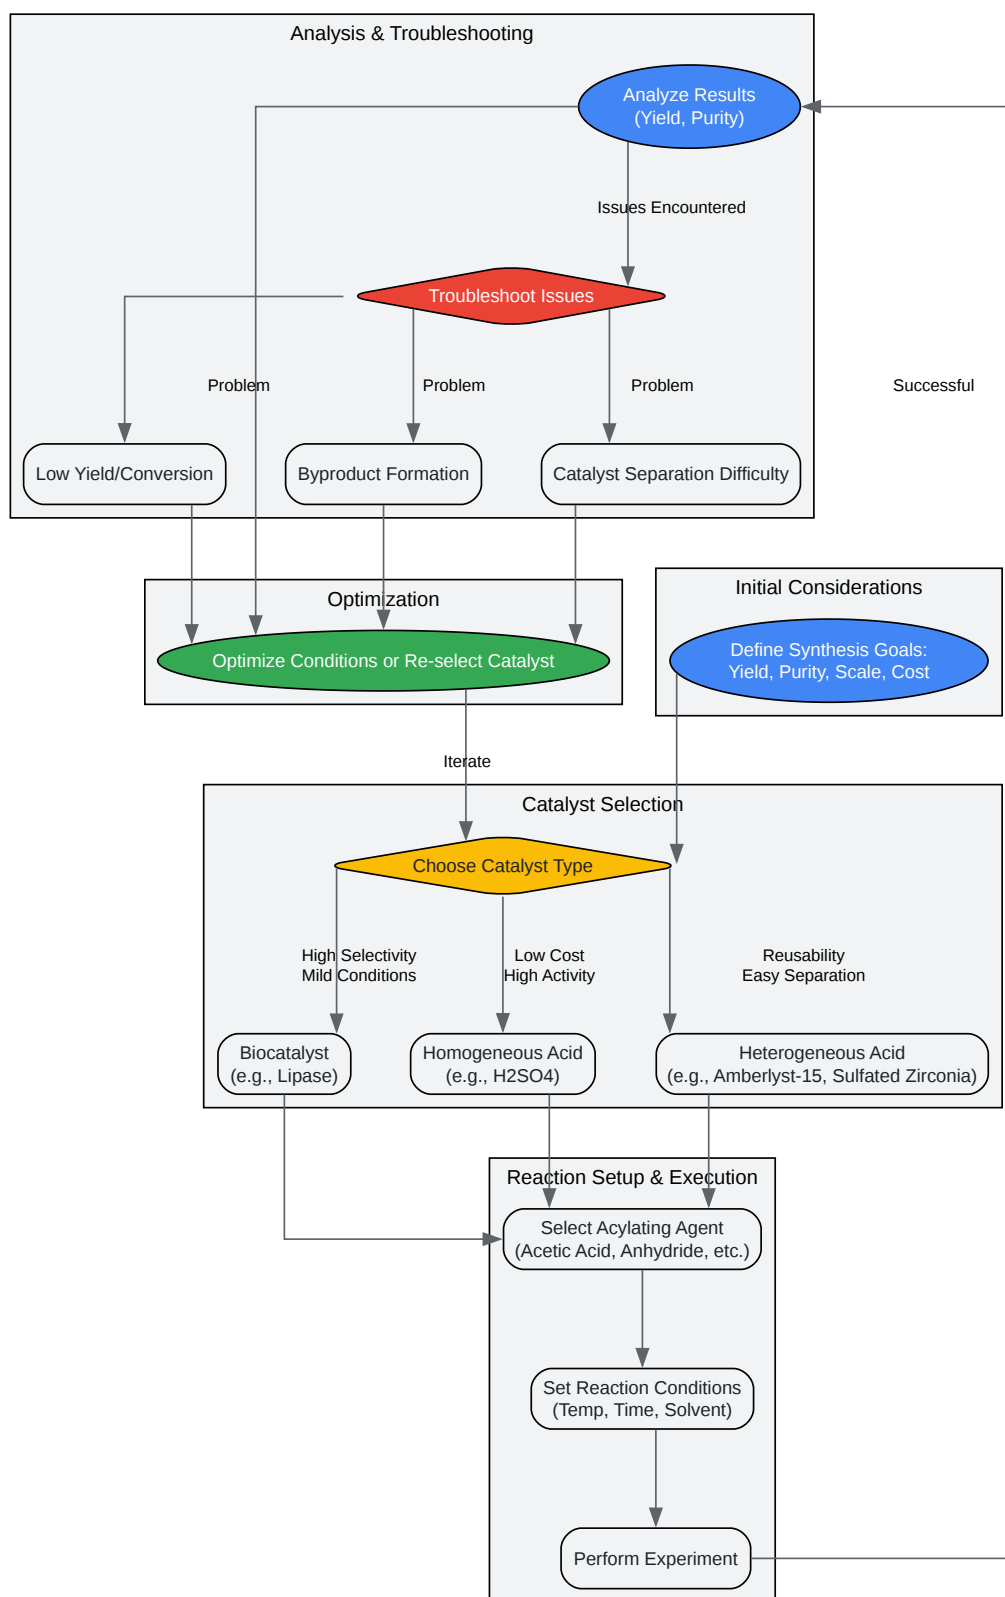 Analysis & Troubleshooting
Analyze Results
(Yield, Purity)
Issues Encountered
Troubleshoot Issues
Problem
Problem
Problem
Successful
Low Yield/Conversion
Byproduct Formation
Catalyst Separation Difficulty
Optimization
Optimize Conditions or Re-select Catalyst
Initial Considerations
Define Synthesis Goals:
Yield, Purity, Scale, Cost
Iterate
Catalyst Selection
Choose Catalyst Type
High Selectivity
Mild Conditions
Low Cost
High Activity
Reusability
Easy Separation
Biocatalyst
(e.g., Lipase)
Homogeneous Acid
(e.g., H2SO4)
Heterogeneous Acid
(e.g., Amberlyst-15, Sulfated Zirconia)
Reaction Setup & Execution
Select Acylating Agent
(Acetic Acid, Anhydride, etc.)
Set Reaction Conditions
(Temp, Time, Solvent)
Perform Experiment